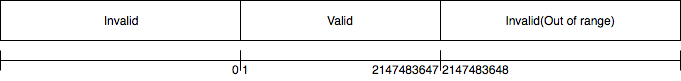 Invalid Valid Invalid(Out of range)
0 1 2147483647 2147483648